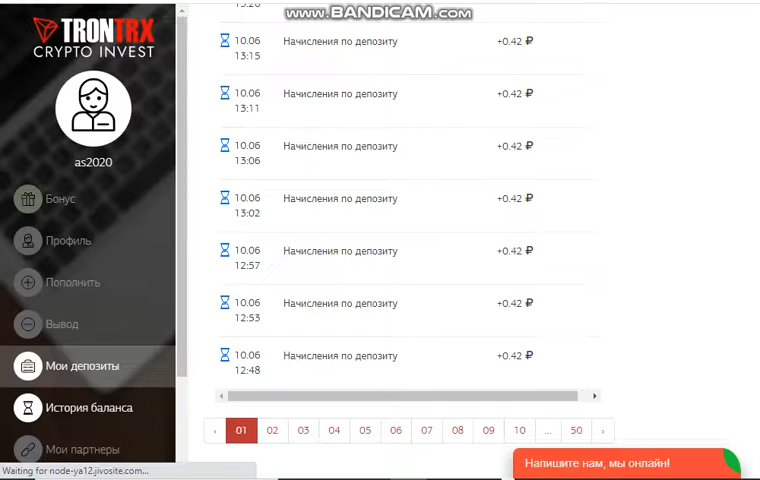 www.BANDICAM.com
TRONTRX
CRYPTO INVEST
as2020
Бонус
Профиль
Пополнить
Вывод
Мои депозиты
История баланса
Мои партнеры
Waiting for node-ya12.jivosite.com...
10.06 Начисления по депозиту +0.42 ₽
13:15
10.06 Начисления по депозиту +0.42 ₽
13:11
10.06 Начисления по депозиту +0.42 ₽
13:06
10.06 Начисления по депозиту +0.42 ₽
13:02
10.06 Начисления по депозиту +0.42 ₽
12:57
10.06 Начисления по депозиту +0.42 ₽
12:53
10.06 Начисления по депозиту +0.42 ₽
12:48
‹ 01 02 03 04 05 06 07 08 09 10 ... 50 ›
Напишите нам, мы онлайн!